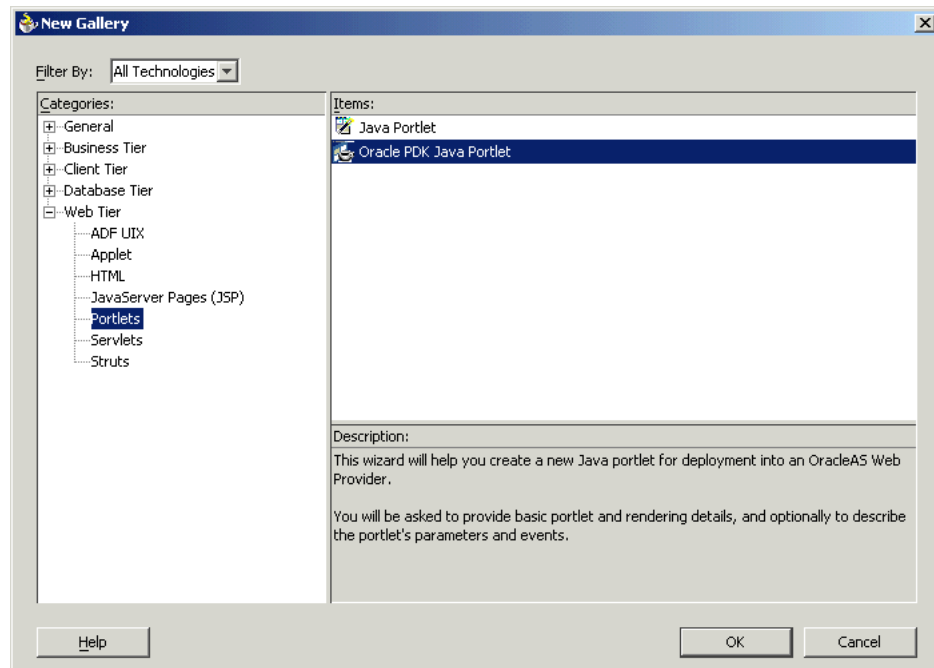 New Gallery
Filter By: All Technologies
Categories:
General
Business Tier
Client Tier
Database Tier
Web Tier
ADF UIX
Applet
HTML
JavaServer Pages (JSP)
Portlets
Servlets
Struts
Items:
Java Portlet
Oracle PDK Java Portlet
Description:
This wizard will help you create a new Java portlet for deployment into an OracleAS Web
Provider.
You will be asked to provide basic portlet and rendering details, and optionally to describe
the portlet's parameters and events.
Help
OK
Cancel